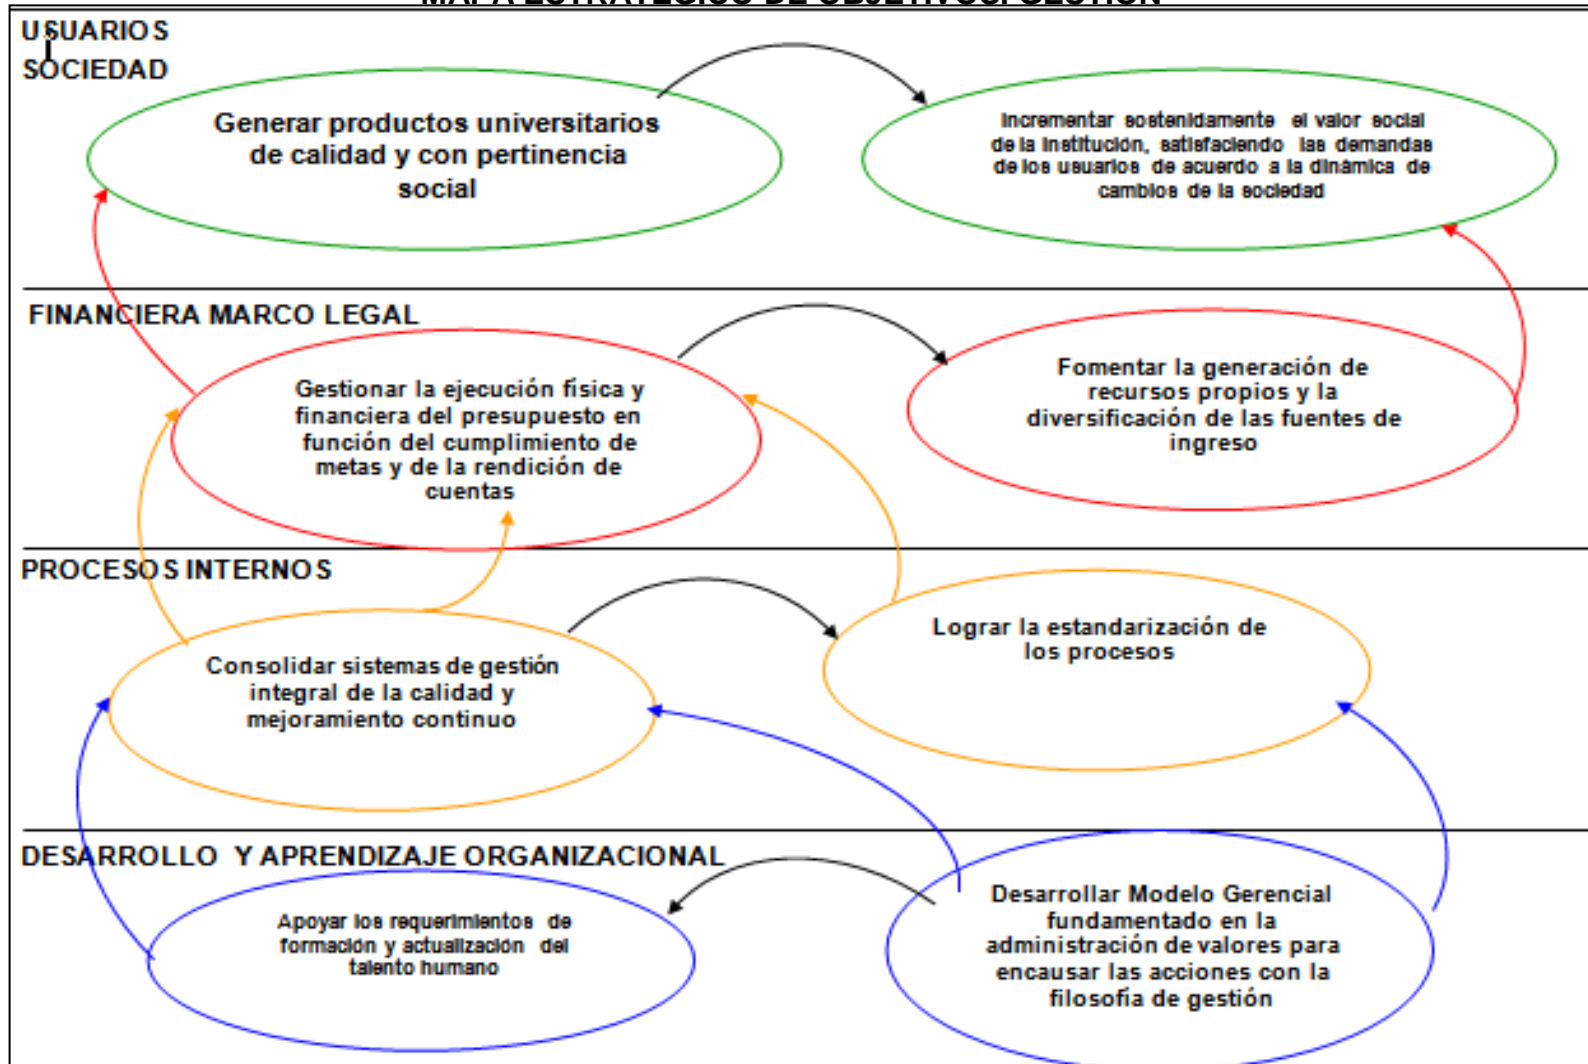 MAPA ESTRATÉGICO DE OBJETIVOS. GESTIÓN
USUARIOS
SOCIEDAD
Generar productos universitarios
de calidad y con pertinencia
social
Incrementar sostenidamente el valor social
de la institución, satisfaciendo las demandas
de los usuarios de acuerdo a la dinámica de
cambios de la sociedad
FINANCIERA MARCO LEGAL
Gestionar la ejecución física y
financiera del presupuesto en
función del cumplimiento de
metas y de la rendición de
cuentas
Fomentar la generación de
recursos propios y la
diversificación de las fuentes de
ingreso
PROCESOS INTERNOS
Consolidar sistemas de gestión
integral de la calidad y
mejoramiento continuo
Lograr la estandarización de
los procesos
DESARROLLO Y APRENDIZAJE ORGANIZACIONAL
Apoyar los requerimientos de
formación y actualización del
talento humano
Desarrollar Modelo Gerencial
fundamentado en la
administración de valores para
encausar las acciones con la
filosofía de gestión